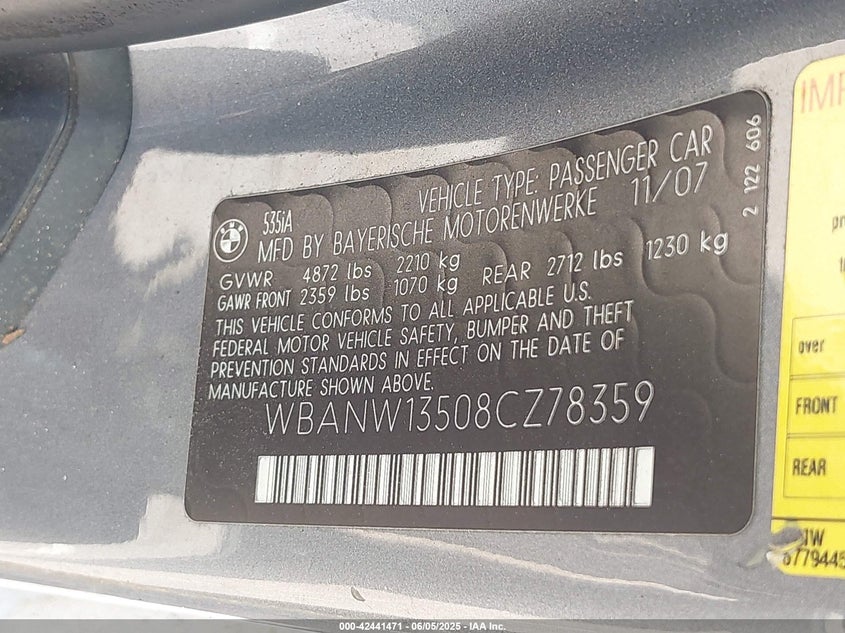 535iA
VEHICLE TYPE: PASSENGER CAR
MFD BY BAYERISCHE MOTORENWERKE 11/07
GVWR 4872 lbs 2210 kg
GAWR FRONT 2359 lbs 1070 kg REAR 2712 lbs 1230 kg
THIS VEHICLE CONFORMS TO ALL APPLICABLE U.S.
FEDERAL MOTOR VEHICLE SAFETY, BUMPER AND THEFT
PREVENTION STANDARDS IN EFFECT ON THE DATE OF
MANUFACTURE SHOWN ABOVE.
WBANW13508CZ78359
2 122 606
over
FRONT
REAR
000-42441471 - 06/05/2025 - IAA Inc.